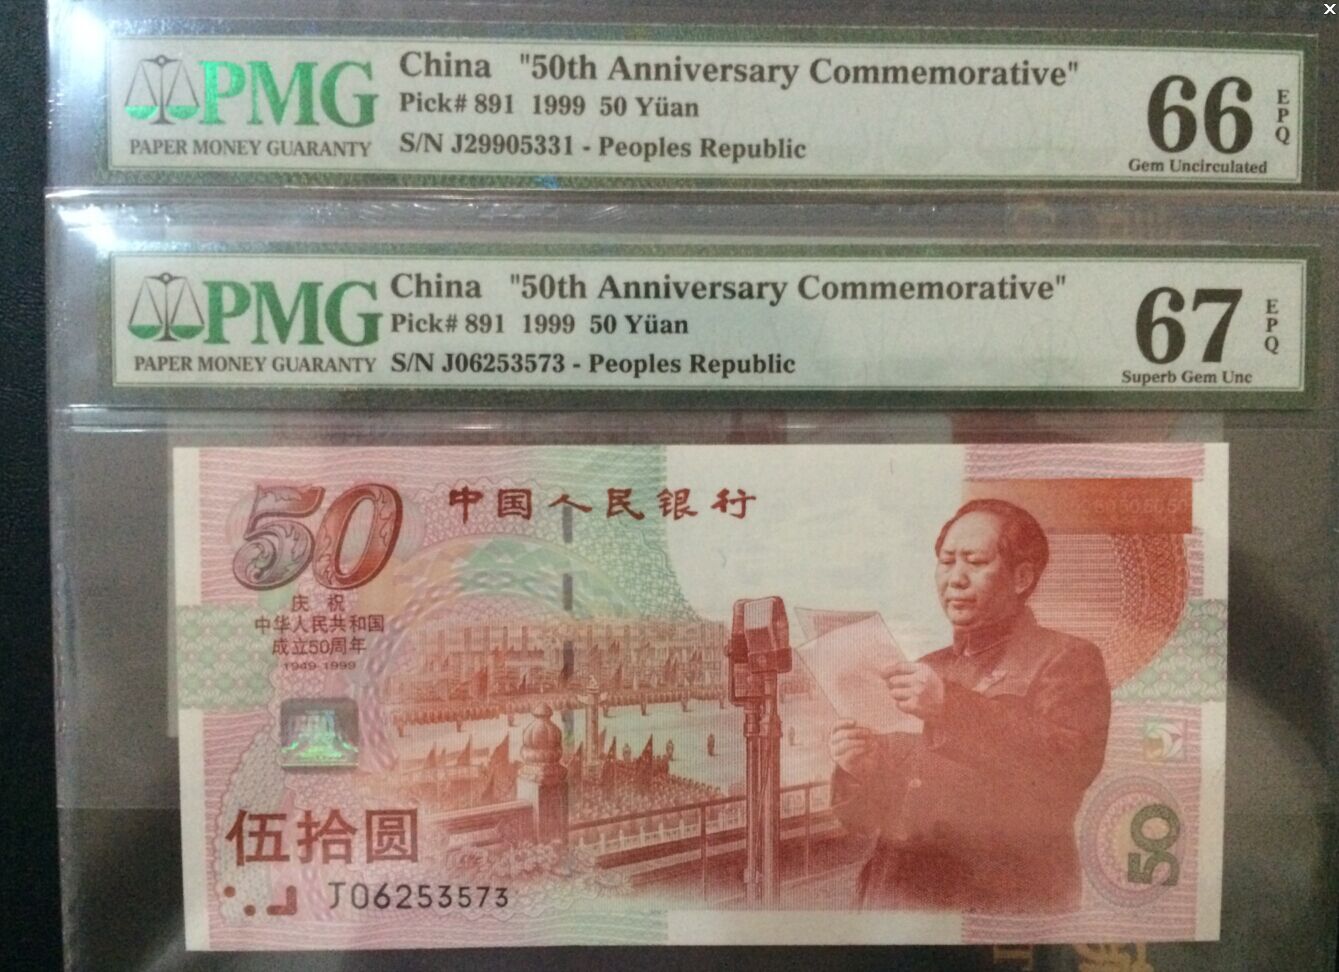 PMG
PAPER MONEY GUARANTY
China "50th Anniversary Commemorative"
Pick# 891 1999 50 Yüan
S/N J29905331 - Peoples Republic
66
EPQ
Gem Uncirculated
PMG
PAPER MONEY GUARANTY
China "50th Anniversary Commemorative"
Pick# 891 1999 50 Yüan
S/N J06253573 - Peoples Republic
67
EPQ
Superb Gem Unc
50
中国人民银行
庆祝
中华人民共和国
成立50周年
1949-1999
伍拾圆
J06253573
50